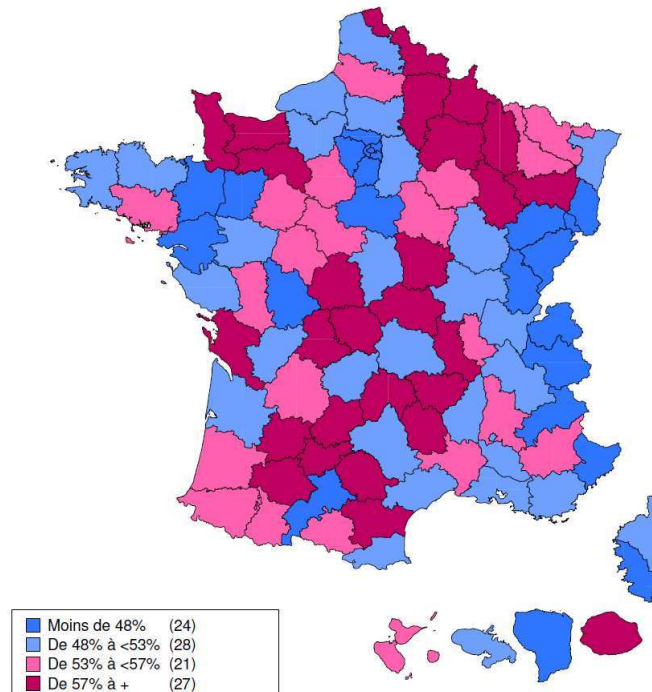 Moins de 48% (24)
De 48% à <53% (28)
De 53% à <57% (21)
De 57% à + (27)